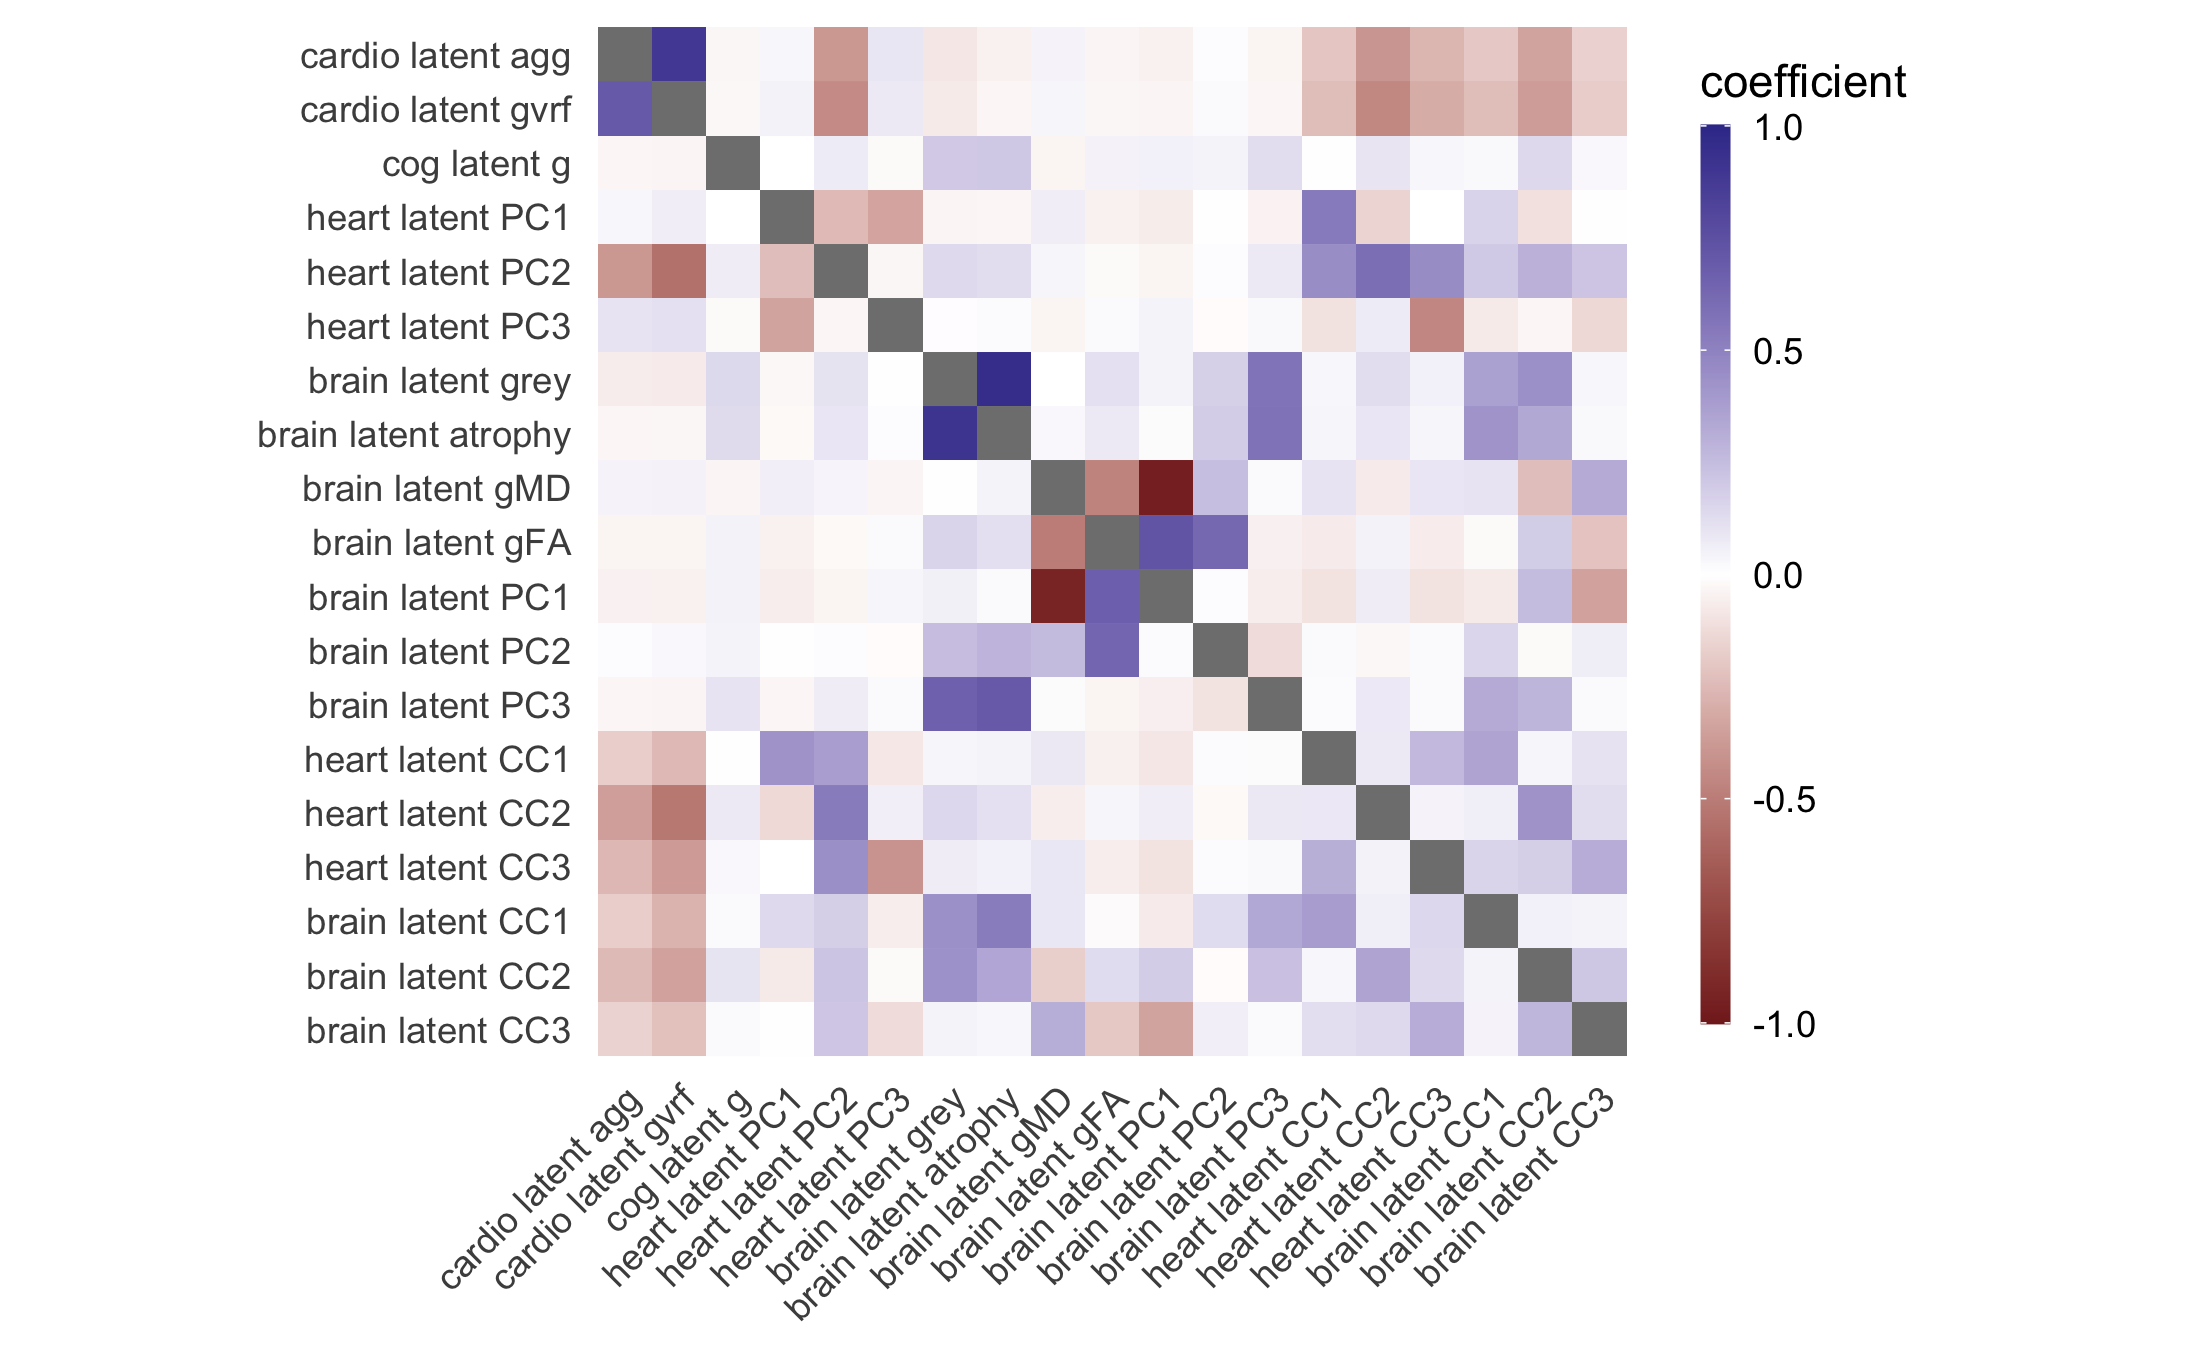 cardio latent agg
cardio latent gvrf
cog latent g
heart latent PC1
heart latent PC2
heart latent PC3
brain latent grey
brain latent atrophy
brain latent gMD
brain latent gFA
brain latent PC1
brain latent PC2
brain latent PC3
heart latent CC1
heart latent CC2
heart latent CC3
brain latent CC1
brain latent CC2
brain latent CC3
cardio latent agg
cardio latent gvrf
cog latent g
heart latent PC1
heart latent PC2
heart latent PC3
brain latent grey
brain latent atrophy
brain latent gMD
brain latent gFA
brain latent PC1
brain latent PC2
brain latent PC3
heart latent CC1
heart latent CC2
heart latent CC3
brain latent CC1
brain latent CC2
brain latent CC3
coefficient
1.0
0.5
0.0
-0.5
-1.0